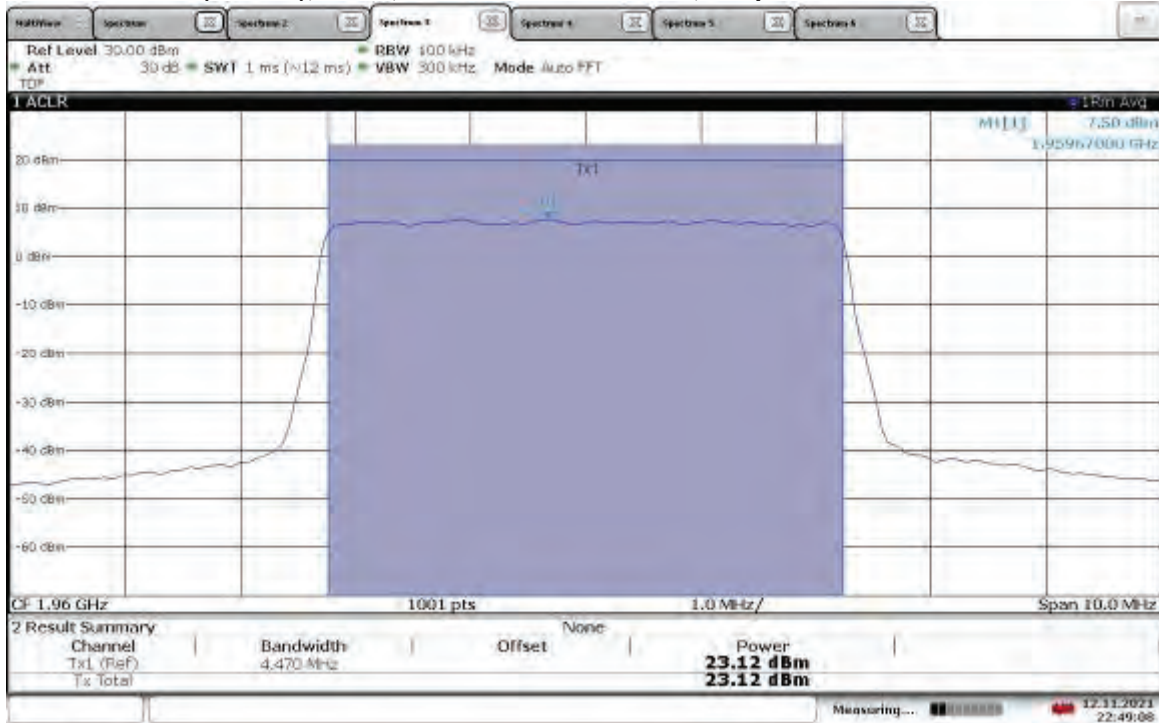 MultiView Spectrum Spectrum 2 Spectrum 3 Spectrum 4 Spectrum 5 Spectrum 6
Ref Level 30.00 dBm RBW 100 kHz
Att 30 dB SWT 1 ms (~12 ms) VBW 300 kHz Mode Auto FFT
TDF
1 ACLR 1Rm Avg
M1[1] 7.50 dBm
1.95967000 GHz
20 dBm
Tx1
10 dBm
0 dBm
-10 dBm
-20 dBm
-30 dBm
-40 dBm
-50 dBm
-60 dBm
CF 1.96 GHz 1001 pts 1.0 MHz/ Span 10.0 MHz
2 Result Summary None
Channel Bandwidth Offset Power
Tx1 (Ref) 4.470 MHz 23.12 dBm
Tx Total 23.12 dBm
Measuring... 12.11.2021
22:49:08